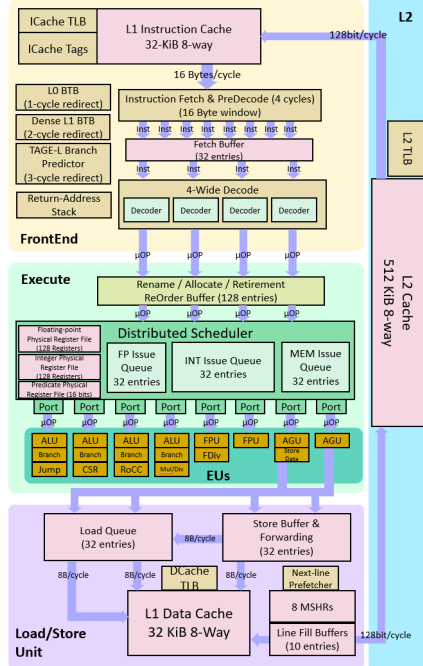 ICache TLB
ICache Tags
L1 Instruction Cache
32-KiB 8-way
128bit/cycle
L2
16 Bytes/cycle
L0 BTB
(1-cycle redirect)
Dense L1 BTB
(2-cycle redirect)
TAGE-L Branch
Predictor
(3-cycle redirect)
Return-Address
Stack
Instruction Fetch & PreDecode (4 cycles)
(16 Byte window)
Inst Inst Inst Inst Inst Inst Inst Inst
Fetch Buffer
(32 entries)
Inst Inst Inst Inst
4-Wide Decode
Decoder Decoder Decoder Decoder
FrontEnd
L2 TLB
L2 Cache
512 KiB 8-way
μOP μOP μOP μOP
Execute
Rename / Allocate / Retirement
ReOrder Buffer (128 entries)
μOP μOP μOP μOP
Distributed Scheduler
Floating-point
Physical Register File
(128 Registers)
Integer Physical
Register File
(128 Registers)
Predicate Physical
Register File (16 bits)
FP Issue
Queue
32 entries
INT Issue Queue
32 entries
MEM Issue
Queue
32 entries
Port Port Port Port Port Port Port Port
μOP μOP μOP μOP μOP μOP μOP μOP
ALU ALU ALU ALU FPU FPU AGU AGU
Branch Branch Branch Branch FDiv Store
Data
Jump CSR RoCC Mul/Div
EUs
Load Queue
(32 entries)
8B/cycle
Store Buffer &
Forwarding
(32 entries)
8B/cycle 8B/cycle 8B/cycle
DCache
TLB
Next-line
Prefetcher
L1 Data Cache
32 KiB 8-Way
8 MSHRs
Line Fill Buffers
(10 entries)
128bit/cycle
Load/Store
Unit